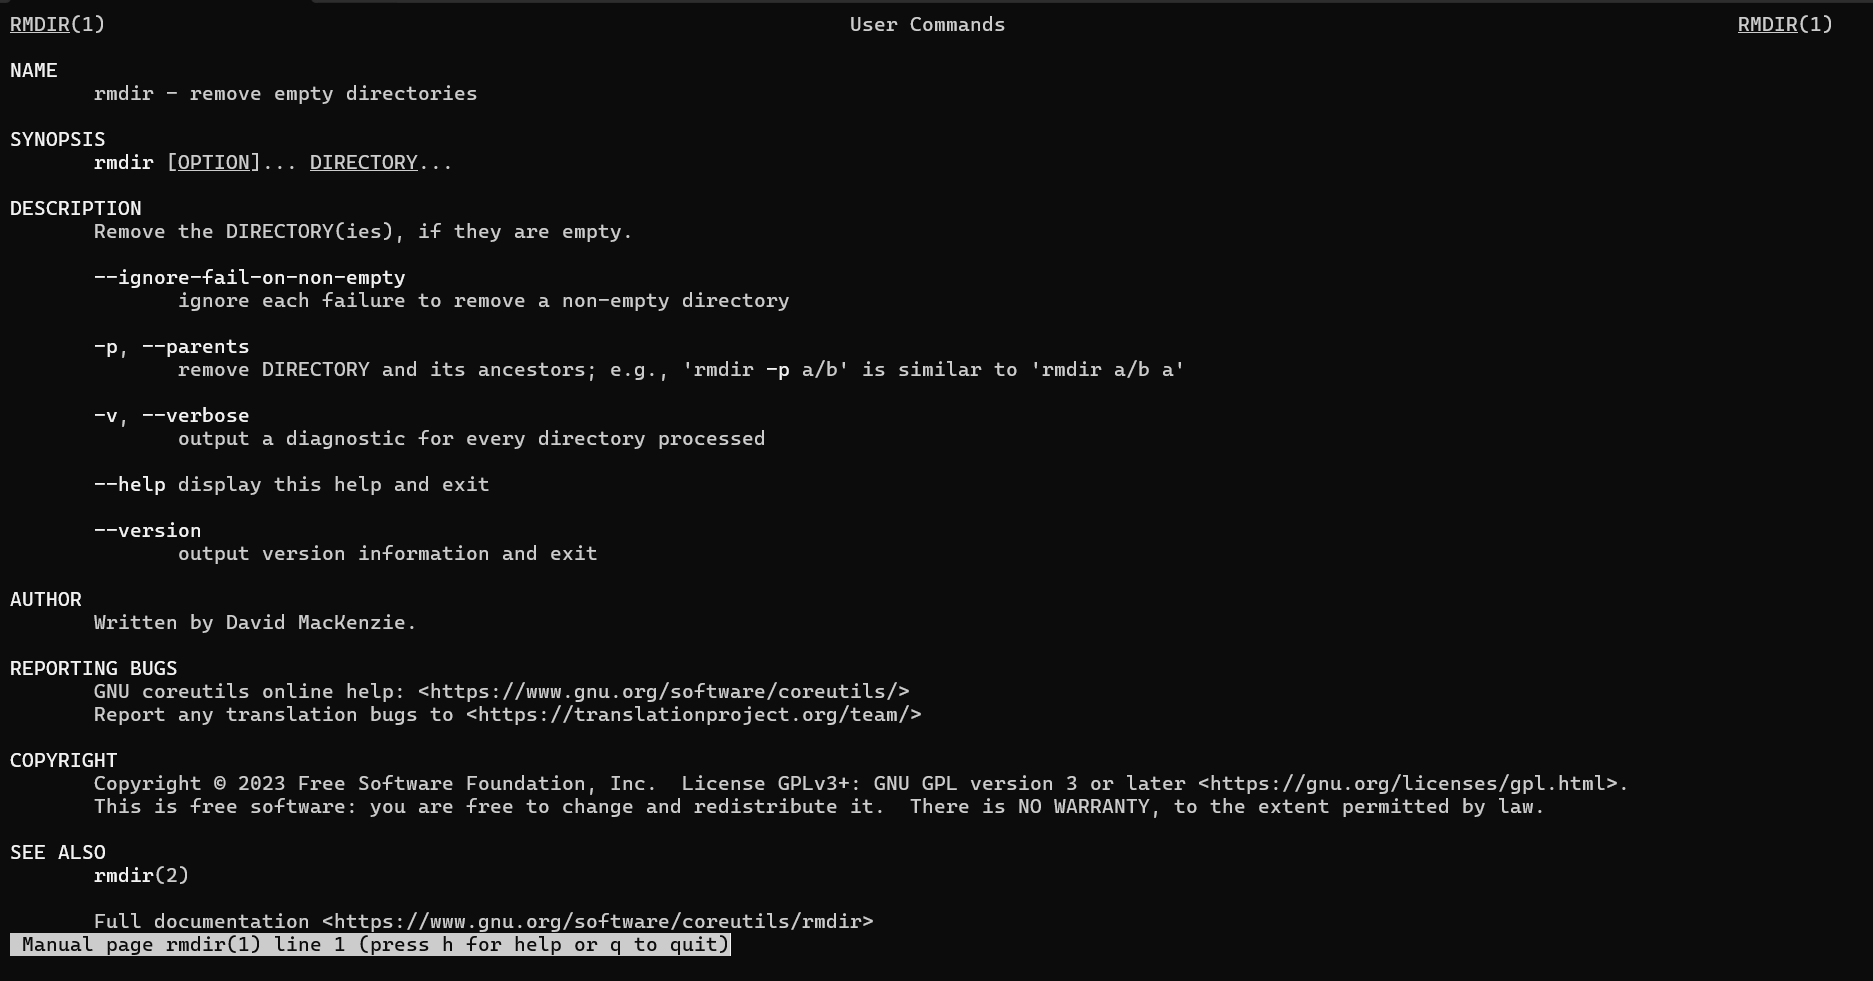 RMDIR(1) User Commands RMDIR(1)
NAME
rmdir - remove empty directories
SYNOPSIS
rmdir [OPTION]... DIRECTORY...
DESCRIPTION
Remove the DIRECTORY(ies), if they are empty.
--ignore-fail-on-non-empty
ignore each failure to remove a non-empty directory
-p, --parents
remove DIRECTORY and its ancestors; e.g., 'rmdir -p a/b' is similar to 'rmdir a/b a'
-v, --verbose
output a diagnostic for every directory processed
--help display this help and exit
--version
output version information and exit
AUTHOR
Written by David MacKenzie.
REPORTING BUGS
GNU coreutils online help: <https://www.gnu.org/software/coreutils/>
Report any translation bugs to <https://translationproject.org/team/>
COPYRIGHT
Copyright © 2023 Free Software Foundation, Inc.  License GPLv3+: GNU GPL version 3 or later <https://gnu.org/licenses/gpl.html>.
This is free software: you are free to change and redistribute it.  There is NO WARRANTY, to the extent permitted by law.
SEE ALSO
rmdir(2)
Full documentation <https://www.gnu.org/software/coreutils/rmdir>
Manual page rmdir(1) line 1 (press h for help or q to quit)